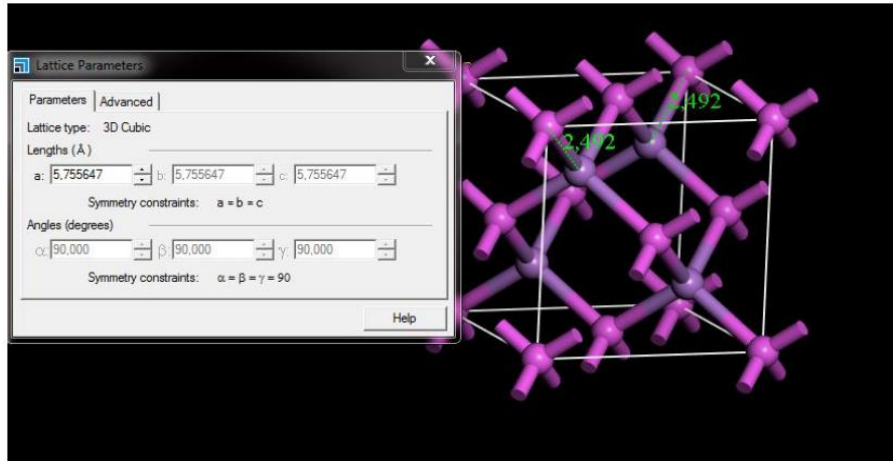 Lattice Parameters
x
Parameters Advanced
Lattice type: 3D Cubic
Lengths (Å)
a: 5,755647 b: 5,755647 c: 5,755647
Symmetry constraints: a = b = c
Angles (degrees)
α: 90,000 β: 90,000 γ: 90,000
Symmetry constraints: α = β = γ = 90
Help
2,492
2,492